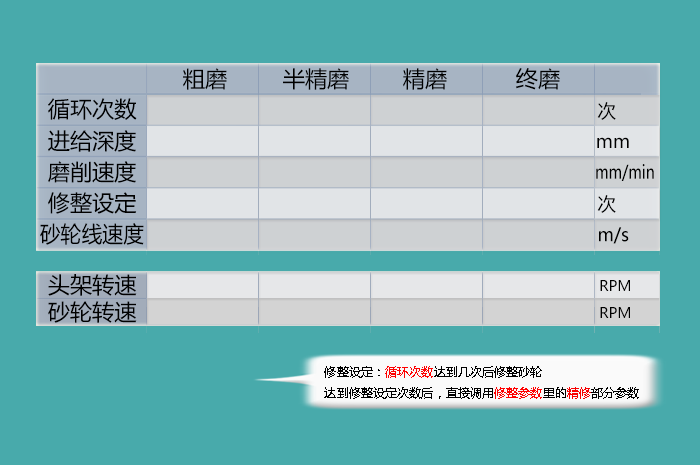 粗磨 半精磨 精磨 终磨
循环次数 次
进给深度 mm
磨削速度 mm/min
修整设定 次
砂轮线速度 m/s
头架转速 RPM
砂轮转速 RPM
修整设定：循环次数达到几次后修整砂轮
达到修整设定次数后，直接调用修整参数里的精修部分参数